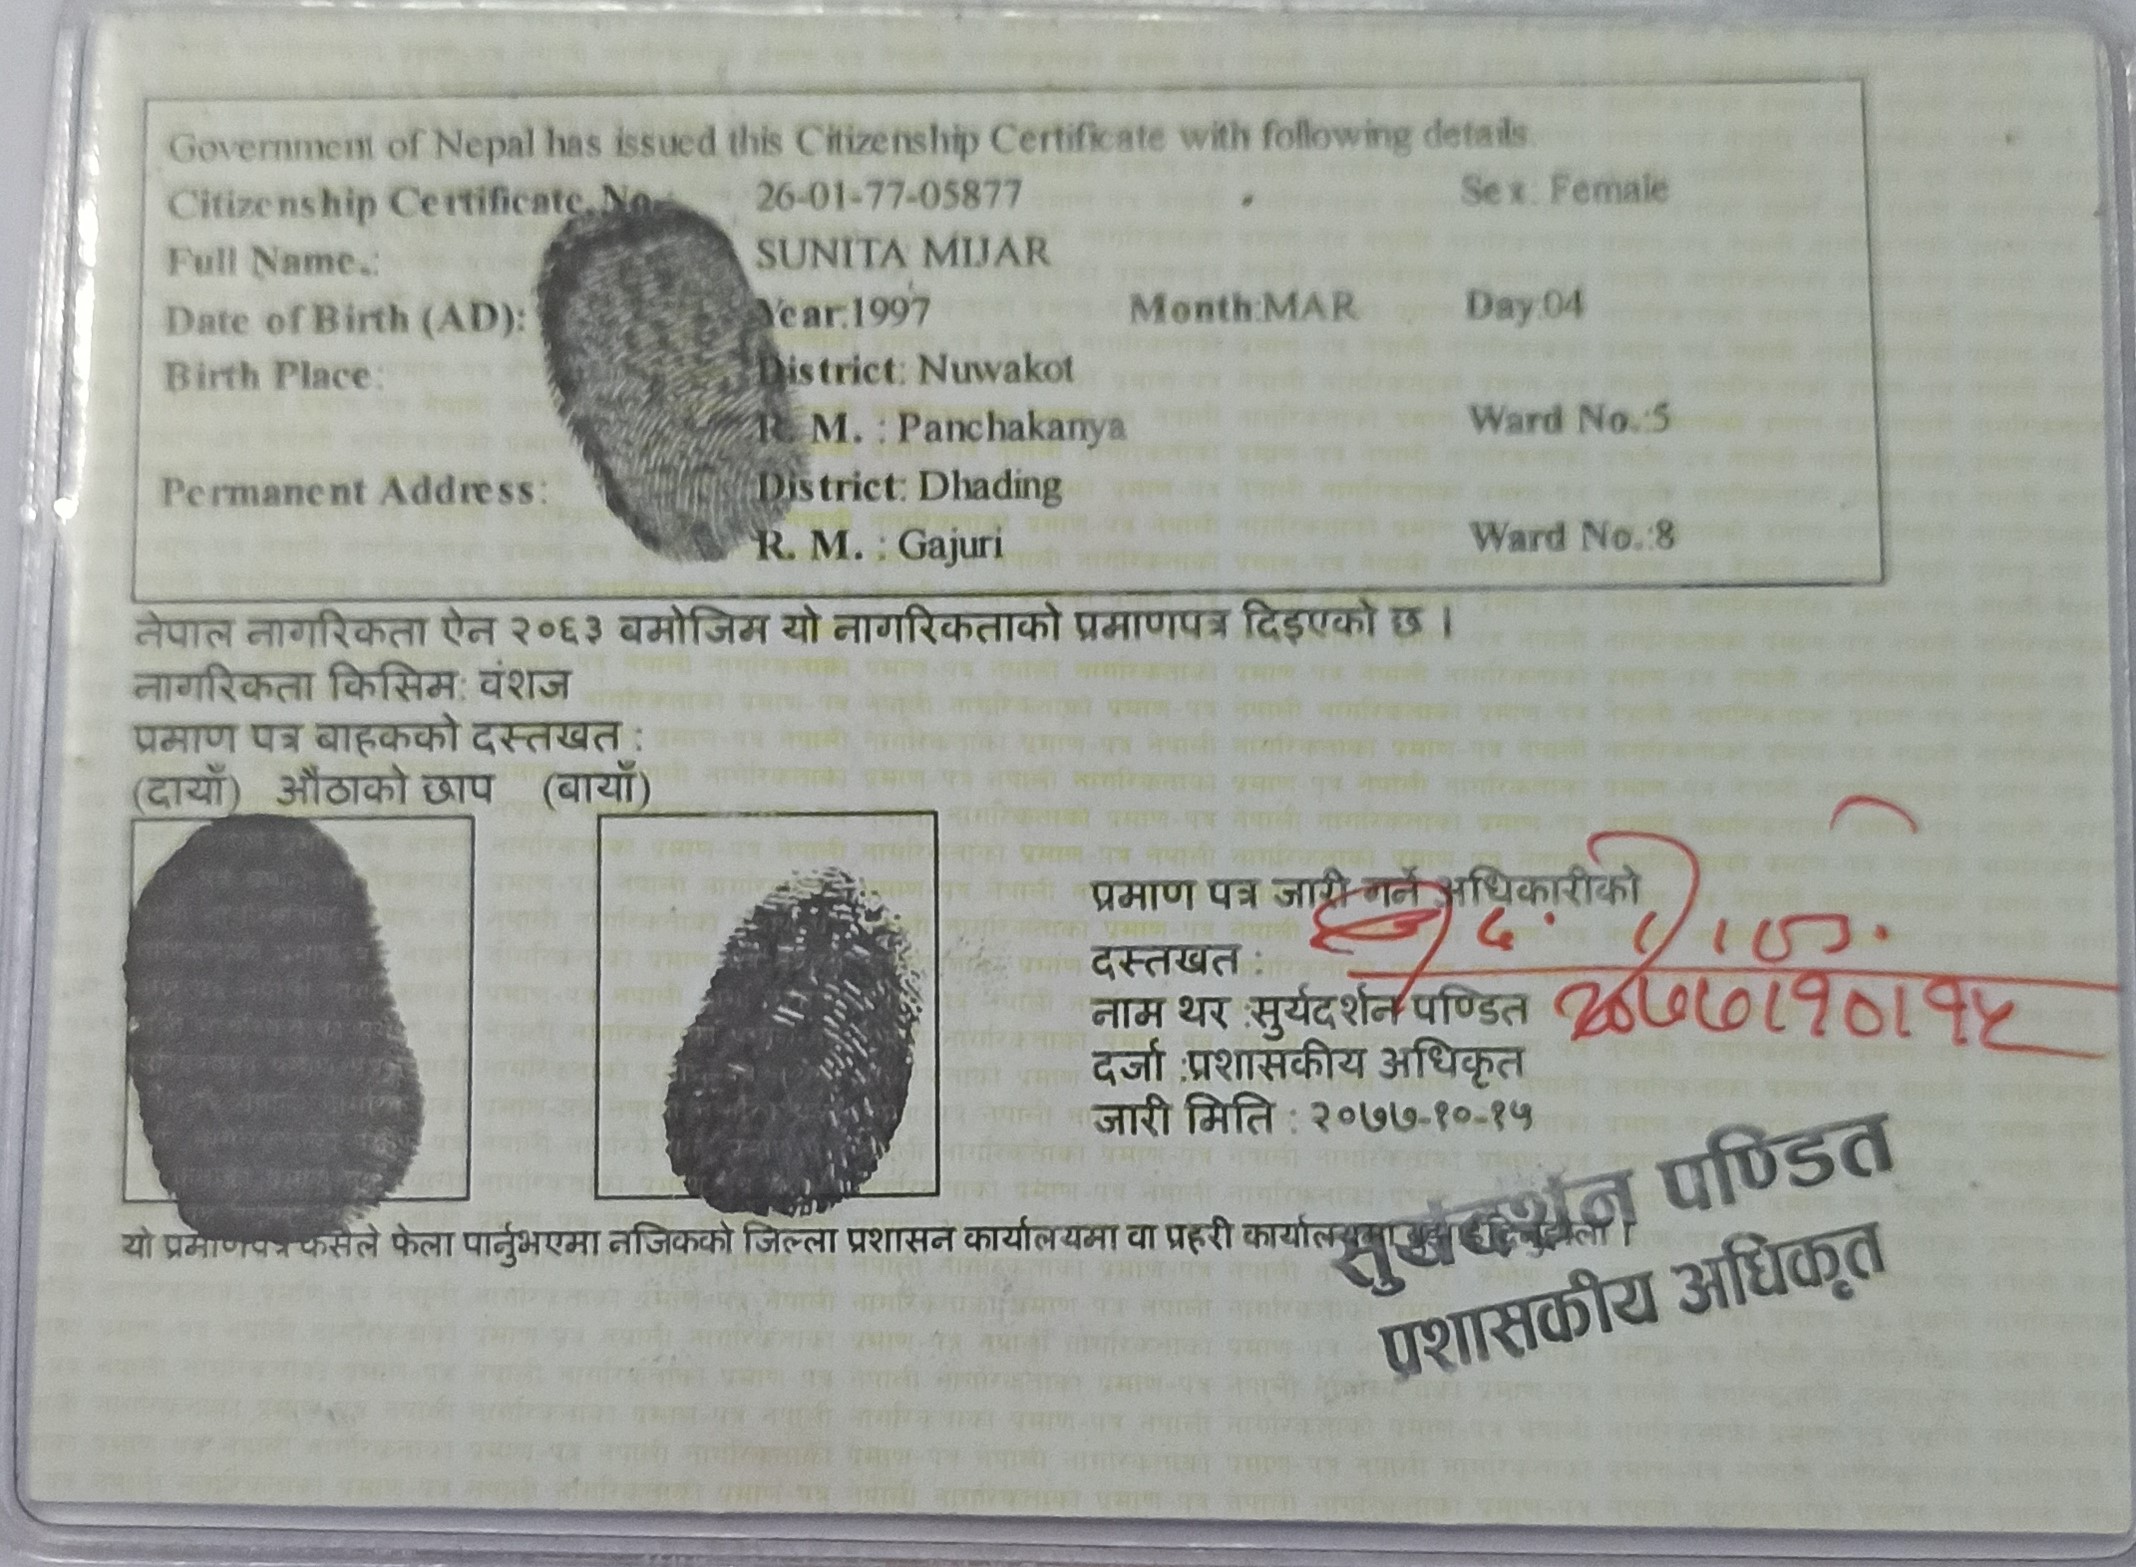 Government of Nepal has issued this Citizenship Certificate with following details.
Citizenship Certificate No.: 26-01-77-05877 Sex: Female
Full Name.: SUNITA MIJAR
Date of Birth (AD): Year:1997 Month:MAR Day:04
Birth Place: District: Nuwakot
R. M. : Panchakanya Ward No.:5
Permanent Address: District: Dhading
R. M. : Gajuri Ward No.:8
नेपाल नागरिकता ऐन २०६३ बमोजिम यो नागरिकताको प्रमाणपत्र दिइएको छ ।
नागरिकता किसिम: वंशज
प्रमाण पत्र बाहकको दस्तखत :
(दायाँ) औंठाको छाप (बायाँ)
प्रमाण पत्र जारी गर्ने अधिकारीको
दस्तखत :
नाम थर :सुर्यदर्शन पण्डित २०७७।१०।१५
दर्जा :प्रशासकीय अधिकृत
जारी मिति : २०७७-१०-१५
यो प्रमाणपत्र कसैले फेला पार्नुभएमा नजिकको जिल्ला प्रशासन कार्यालयमा वा प्रहरी कार्यालयमा
सुर्यदर्शन पण्डित
प्रशासकीय अधिकृत